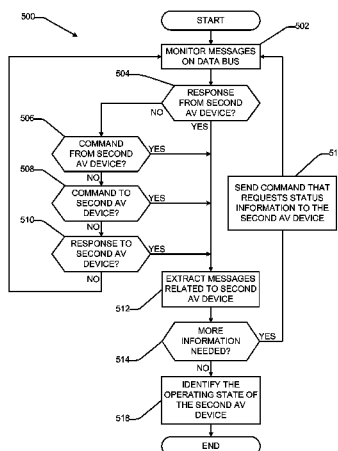 500
START
502
MONITOR MESSAGES
ON DATA BUS
504
RESPONSE
FROM SECOND
AV DEVICE?
NO
YES
506
COMMAND
FROM SECOND
AV DEVICE?
YES
NO
508
COMMAND TO
SECOND AV
DEVICE?
YES
NO
510
RESPONSE TO
SECOND AV
DEVICE?
YES
NO
51
SEND COMMAND THAT
REQUESTS STATUS
INFORMATION TO THE
SECOND AV DEVICE
EXTRACT MESSAGES
RELATED TO SECOND
AV DEVICE
512
MORE
INFORMATION
NEEDED?
YES
514
NO
IDENTIFY THE
OPERATING STATE OF
THE SECOND AV
DEVICE
518
END